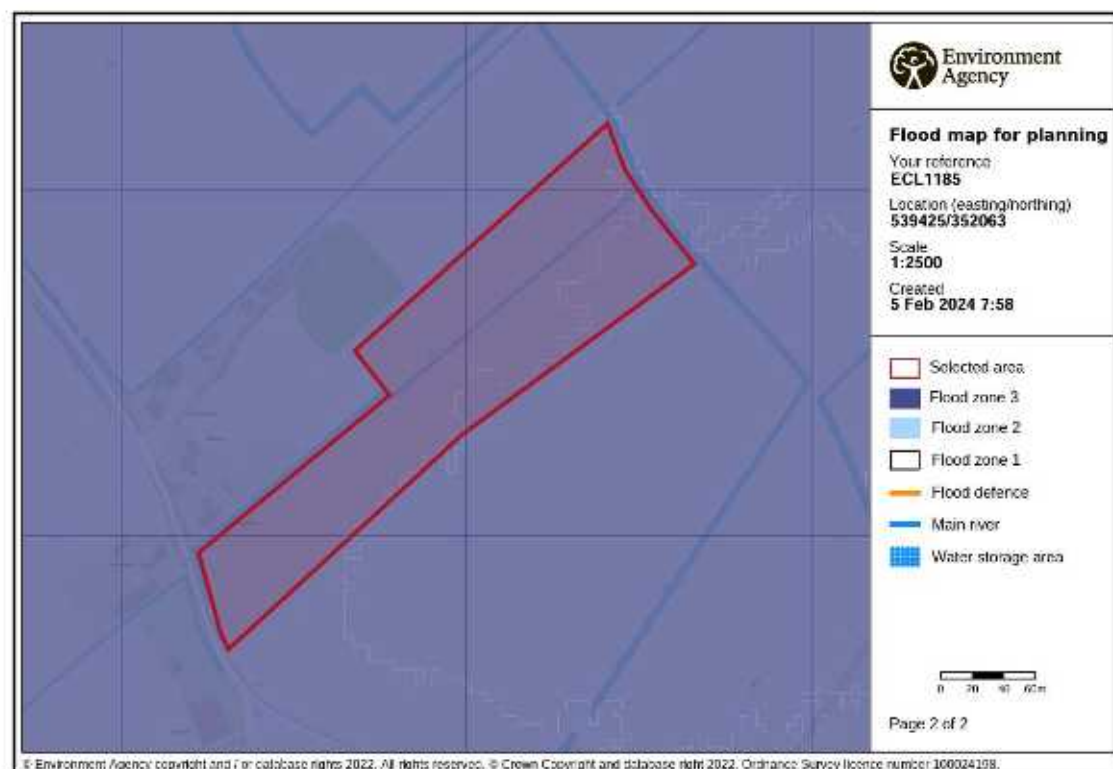 Environment
Agency
Flood map for planning
Your reference
ECL1185
Location (easting/northing)
539425/352063
Scale
1:2500
Created
5 Feb 2024 7:58
Selected area
Flood zone 3
Flood zone 2
Flood zone 1
Flood defence
Main river
Water storage area
0 20 40 60m
Page 2 of 2
© Environment Agency copyright and / or database rights 2022. All rights reserved. © Crown Copyright and database right 2022. Ordnance Survey licence number 100024198.